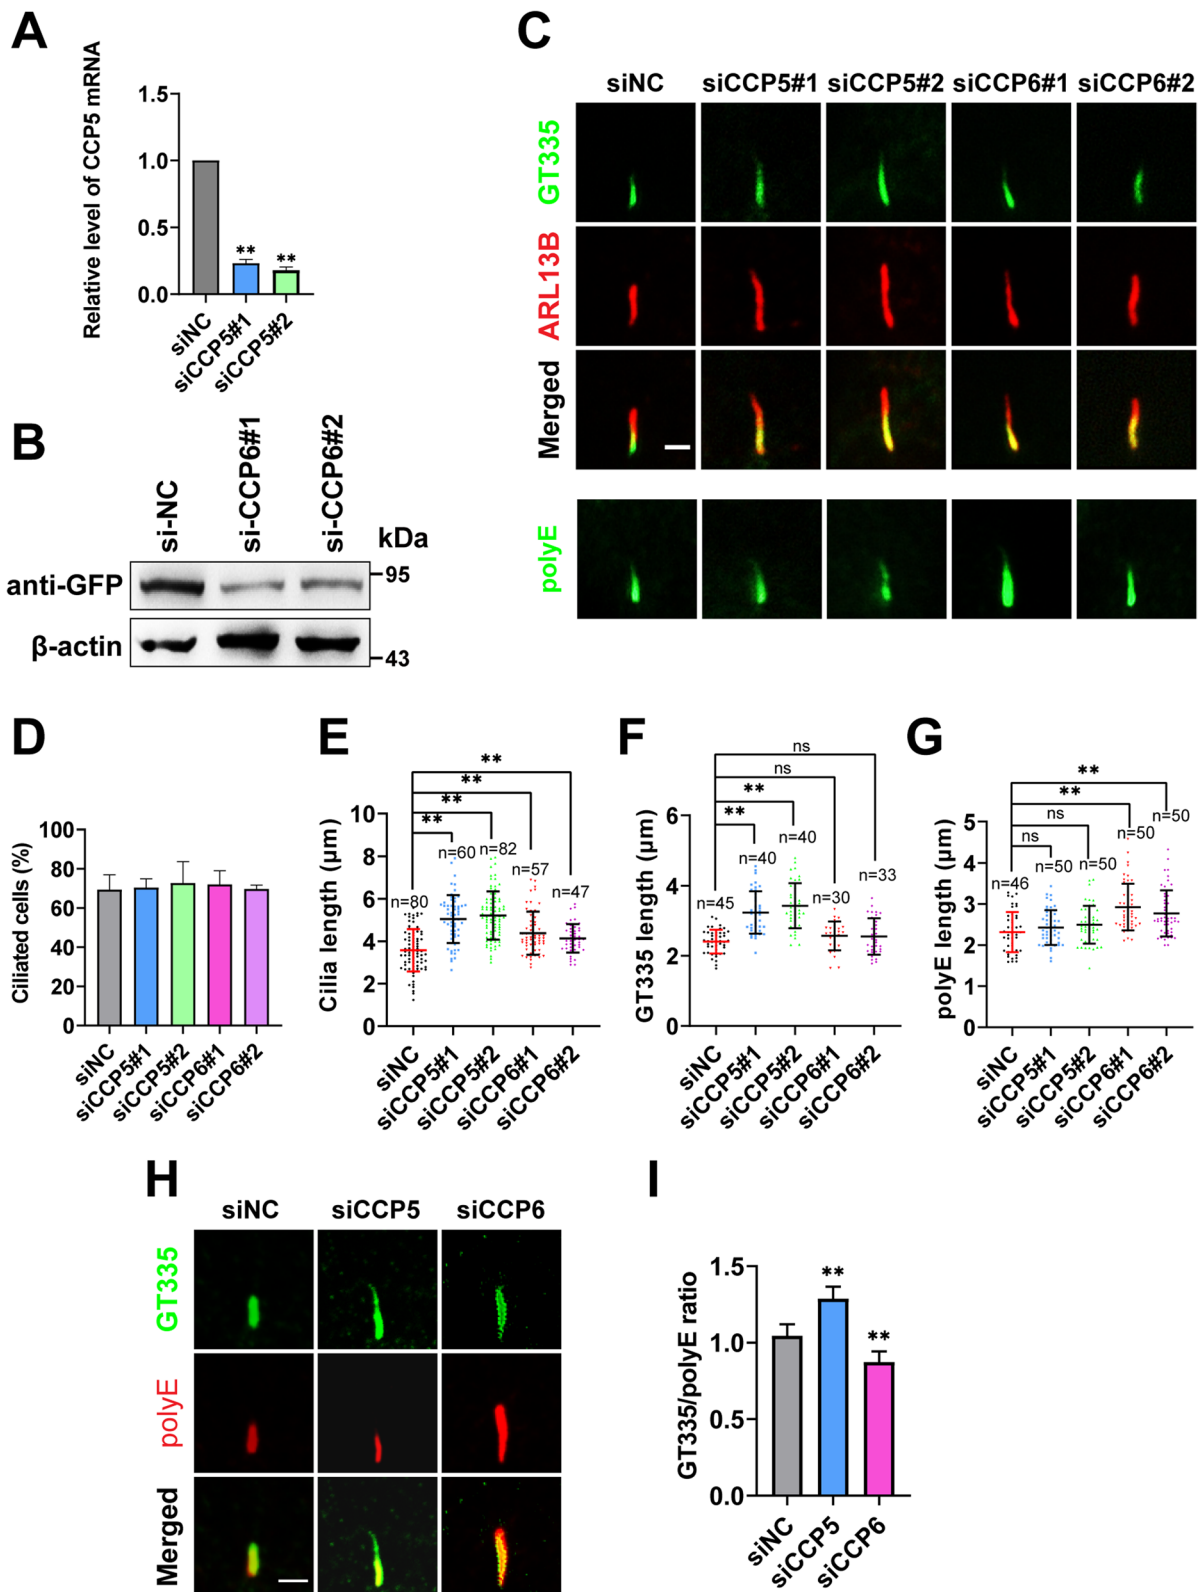 A
Relative level of CCP5 mRNA
1.5
1.0
0.5
0.0
**
**
siNC
siCCP5#1
siCCP5#2
B
si-NC
si-CCP6#1
si-CCP6#2
kDa
anti-GFP
95
β-actin
43
C
siNC siCCP5#1 siCCP5#2 siCCP6#1 siCCP6#2
GT335
ARL13B
Merged
polyE
D
Ciliated cells (%)
100
80
60
40
20
0
siNC
siCCP5#1
siCCP5#2
siCCP6#1
siCCP6#2
E
Cilia length (μm)
10
8
6
4
2
0
**
**
**
**
n=80
n=60
n=82
n=57
n=47
siNC
siCCP5#1
siCCP5#2
siCCP6#1
siCCP6#2
F
GT335 length (μm)
6
4
2
0
ns
ns
**
**
n=45
n=40
n=40
n=30
n=33
siNC
siCCP5#1
siCCP5#2
siCCP6#1
siCCP6#2
G
polyE length (μm)
5
4
3
2
1
0
**
**
ns
ns
n=46
n=50
n=50
n=50
n=50
siNC
siCCP5#1
siCCP5#2
siCCP6#1
siCCP6#2
H
siNC siCCP5 siCCP6
GT335
polyE
Merged
I
GT335/polyE ratio
1.5
1.0
0.5
0.0
**
**
siNC
siCCP5
siCCP6